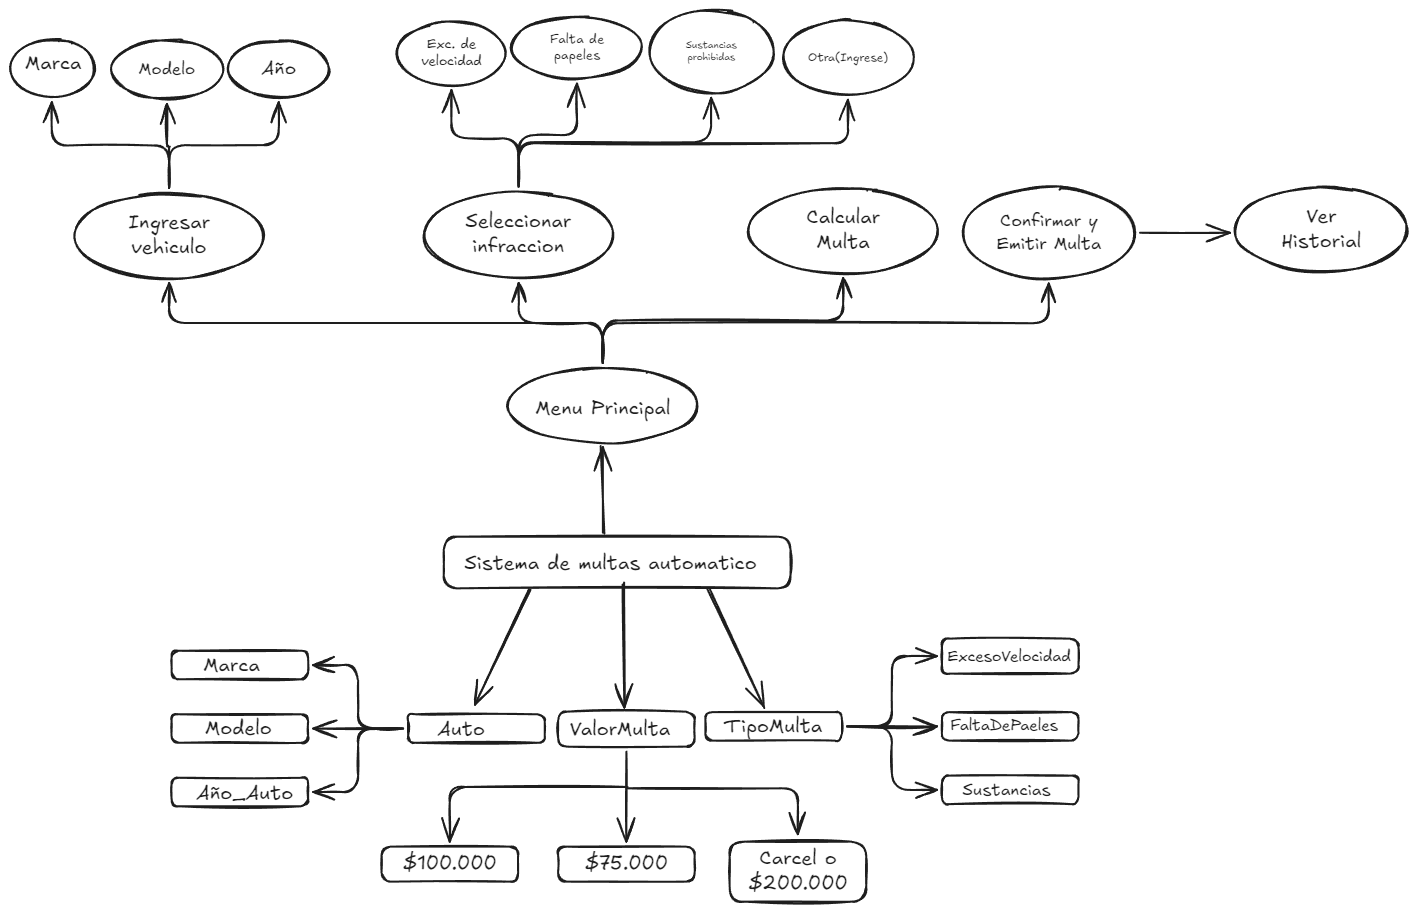 Marca
Modelo
Año
Exc. de
velocidad
Falta de
papeles
Sustancias
prohibidas
Otra(Ingrese)
Ingresar
vehiculo
Seleccionar
infraccion
Calcular
Multa
Confirmar y
Emitir Multa
Ver
Historial
Menu Principal
Sistema de multas automatico
Marca
Modelo
Año_Auto
Auto
ValorMulta
TipoMulta
ExcesoVelocidad
FaltaDePaeles
Sustancias
$100.000
$75.000
Carcel o
$200.000